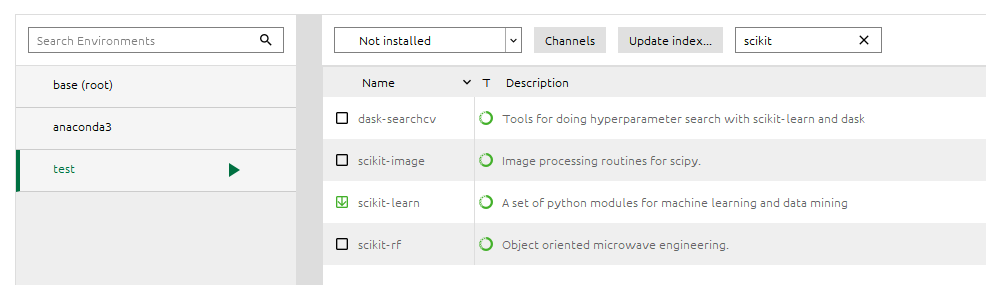 Search Environments
base (root)
anaconda3
test
Not installed
Channels
Update index...
scikit
Name T Description
dask-searchcv Tools for doing hyperparameter search with scikit-learn and dask
scikit-image Image processing routines for scipy.
scikit-learn A set of python modules for machine learning and data mining
scikit-rf Object oriented microwave engineering.